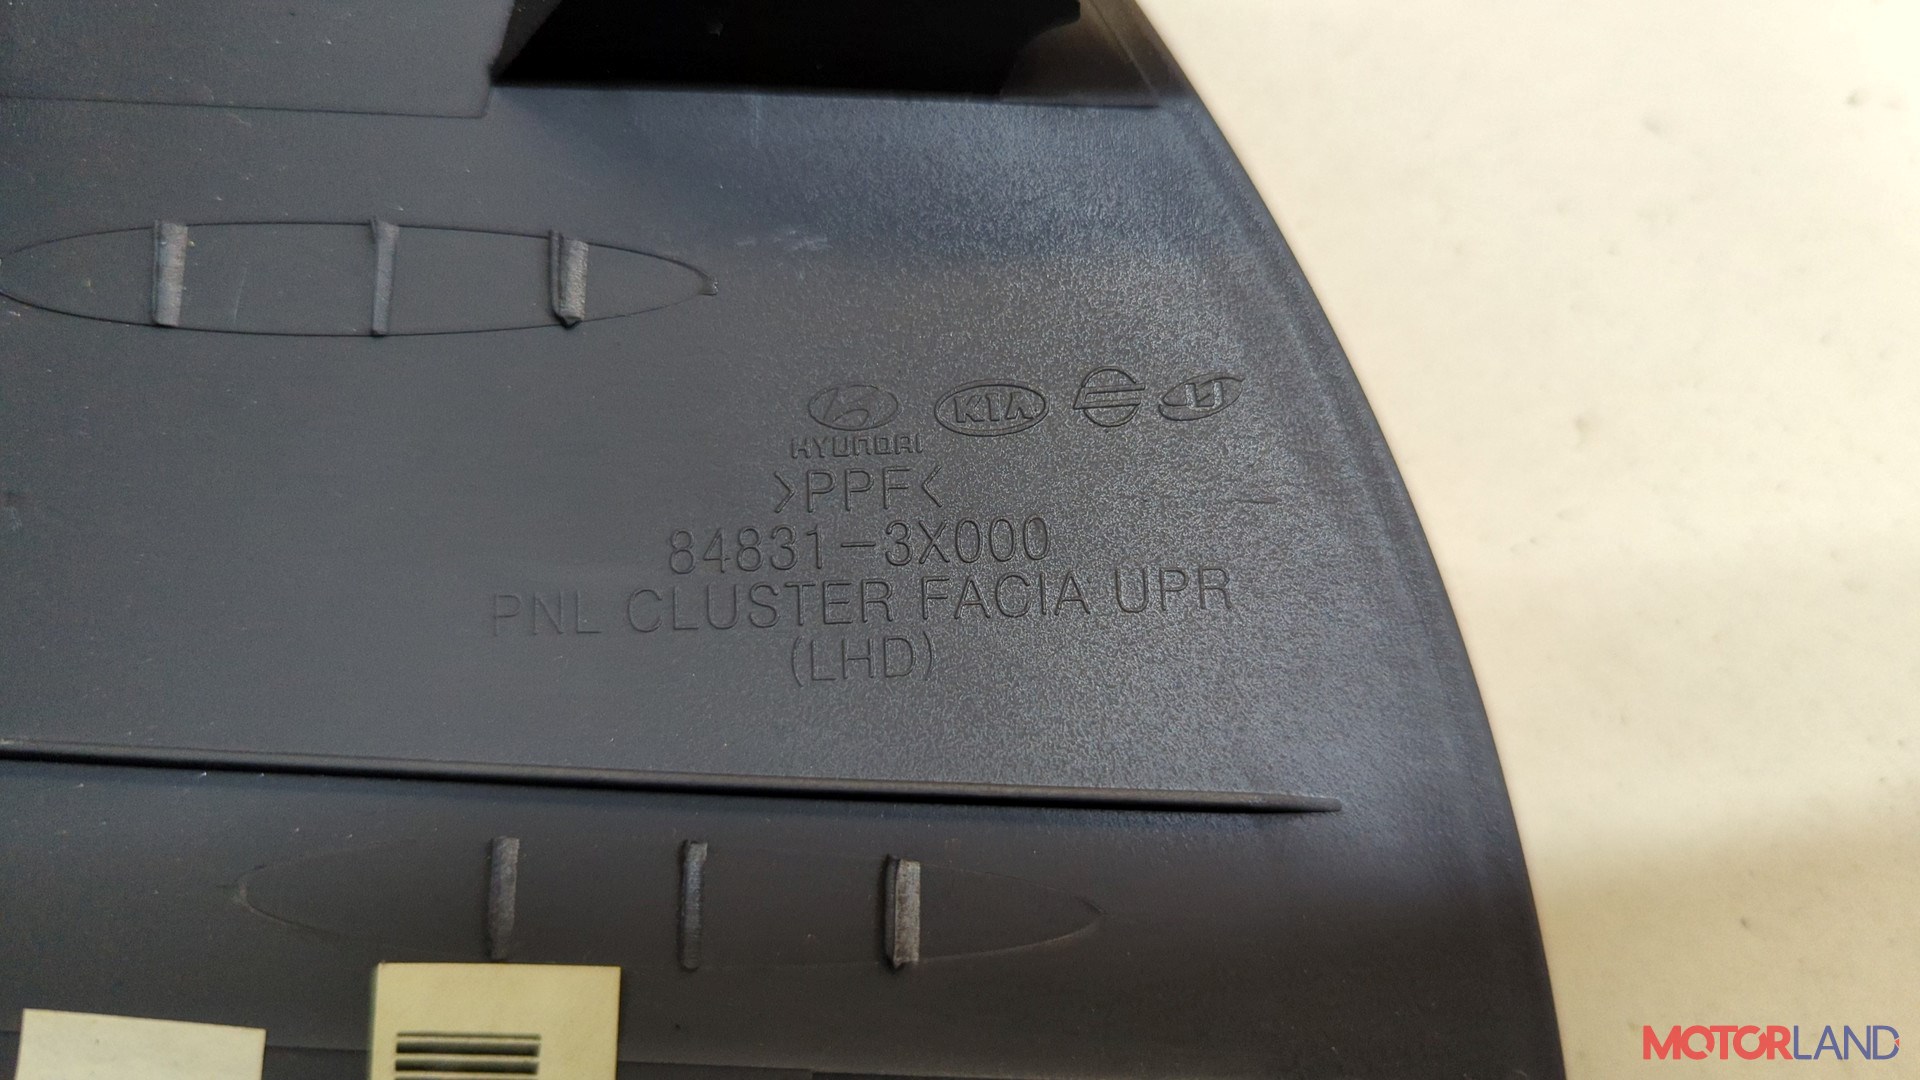 KIA
HYUNDAI
>PPF<
84831-3X000
PNL CLUSTER FACIA UPR
(LHD)
MOTORLAND